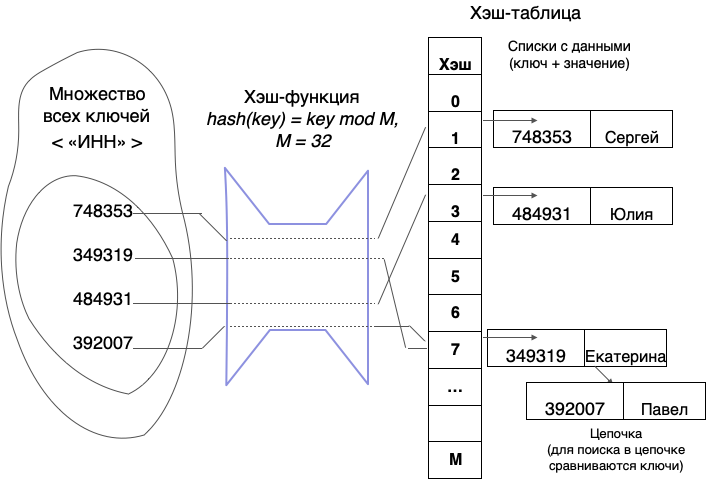 Хэш-таблица
Множество
всех ключей
< «ИНН» >
748353
349319
484931
392007
Хэш-функция
hash(key) = key mod M,
M = 32
Хэш
0
1
2
3
4
5
6
7
...
M
Списки с данными
(ключ + значение)
748353 Сергей
484931 Юлия
349319 Екатерина
392007 Павел
Цепочка
(для поиска в цепочке
сравниваются ключи)